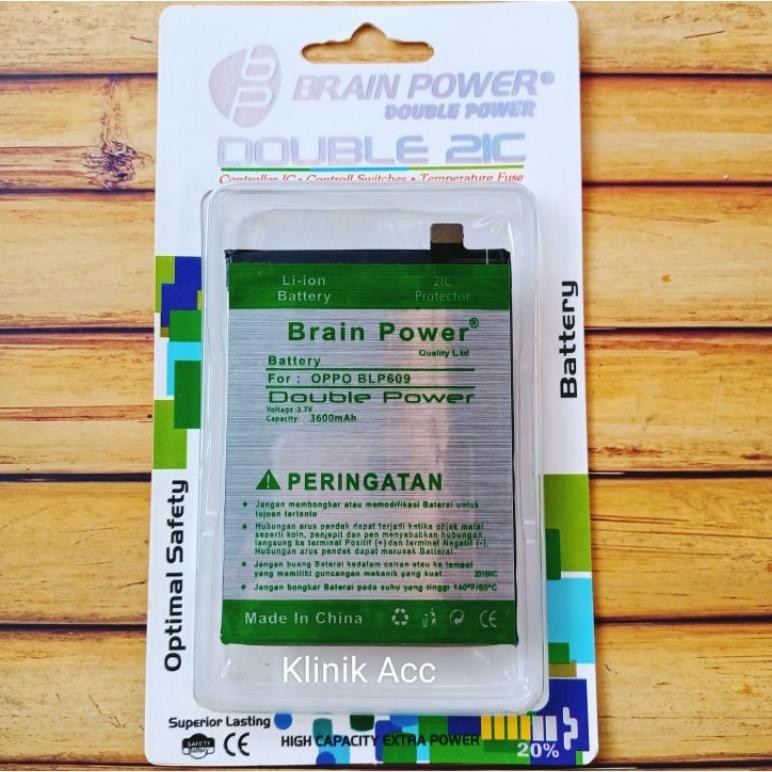 BRAIN POWER®
DOUBLE POWER
DOUBLE 2IC
Controller IC • Controll Switches • Temperature Fuse
Li-ion
Battery
2IC
Protector
Brain Power®
Quality L.td
Battery
For : OPPO BLP609
Double Power
Voltage :3.7V
Capacity: 3600mAh
PERINGATAN
• Jangan membongkar atau memodifikasi Baterai untuk
tujuan tertentu
• Hubungan arus pendek dapat terjadi ketika objek metal
seperti koin, penjepit dan pen menyebabkan hubungan
langsung ke terminal Positif (+) dan terminal Negatif (-).
Hubungan arus pendek dapat merusak Baterai.
• Jangan buang Baterai kedalam cairan atau ke tempat
yang memiliki guncangan mekanik yang kuat
2016MC
• Jangan bongkar Baterai pada suhu yang tinggi 140°F/60°C
Made In China
CE
Klinik Acc
Optimal Safety
Battery
Superior Lasting
SAFETY
Battery
CE
HIGH CAPACITY EXTRA POWER
20%